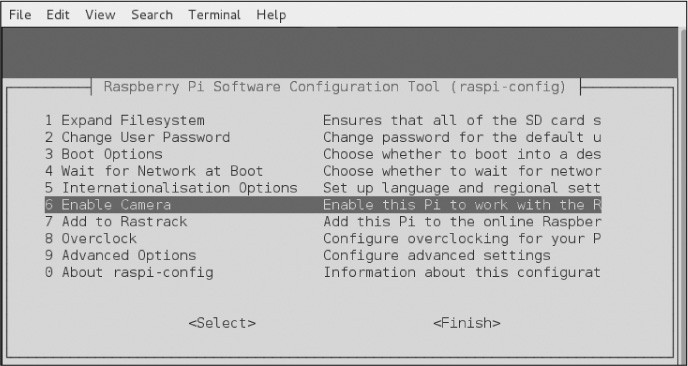 File Edit View Search Terminal Help
Raspberry Pi Software Configuration Tool (raspi-config)
1 Expand Filesystem Ensures that all of the SD card s
2 Change User Password Change password for the default u
3 Boot Options Choose whether to boot into a des
4 Wait for Network at Boot Choose whether to wait for networ
5 Internationalisation Options Set up language and regional sett
6 Enable Camera Enable this Pi to work with the R
7 Add to Rastrack Add this Pi to the online Raspber
8 Overclock Configure overclocking for your P
9 Advanced Options Configure advanced settings
0 About raspi-config Information about this configurat
<Select> <Finish>